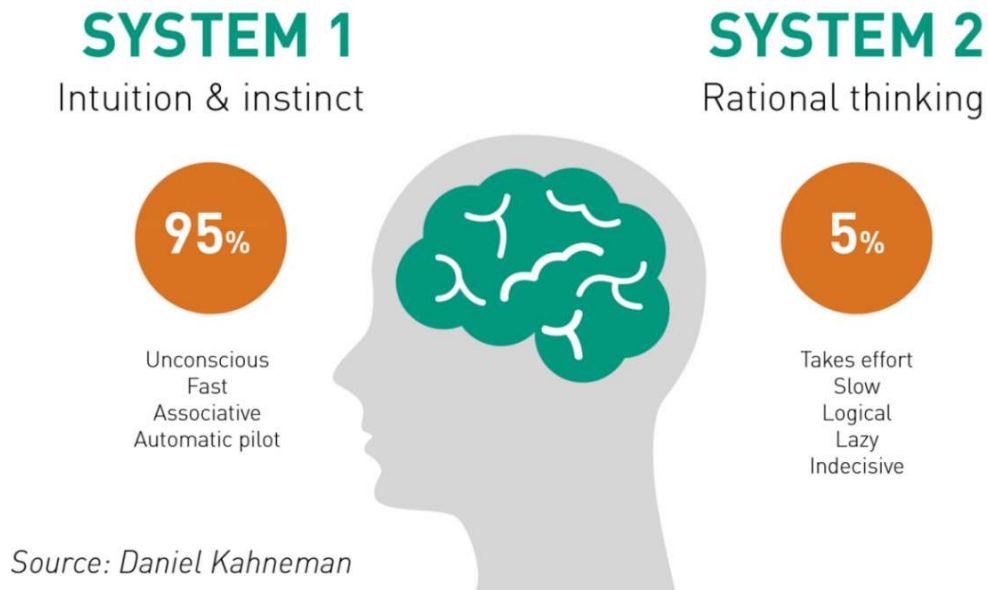 SYSTEM 1
Intuition & instinct
95%
Unconscious
Fast
Associative
Automatic pilot
SYSTEM 2
Rational thinking
5%
Takes effort
Slow
Logical
Lazy
Indecisive
Source: Daniel Kahneman